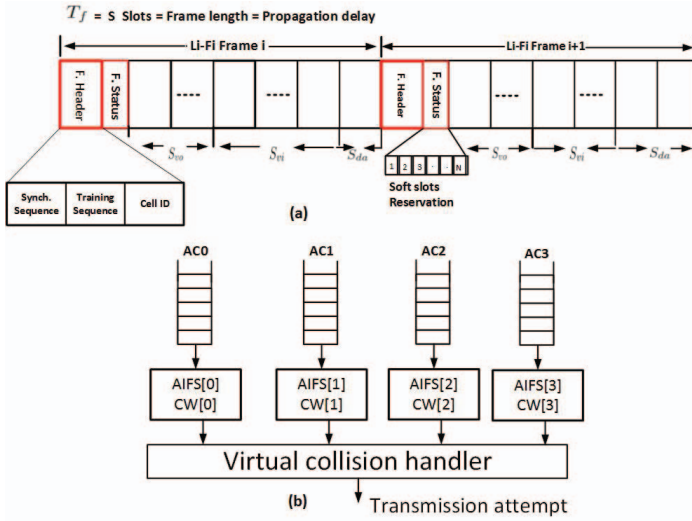 T_f = S Slots = Frame length = Propagation delay
Li-Fi Frame i
Li-Fi Frame i+1
F. Header
F. Status
----
----
F. Header
F. Status
----
----
S_vo
S_vi
S_da
S_vo
S_vi
S_da
1 2 3 - - N
Soft slots
Reservation
Synch.
Sequence
Training
Sequence
Cell ID
(a)
AC0
AC1
AC2
AC3
AIFS[0]
CW[0]
AIFS[1]
CW[1]
AIFS[2]
CW[2]
AIFS[3]
CW[3]
Virtual collision handler
(b)
Transmission attempt